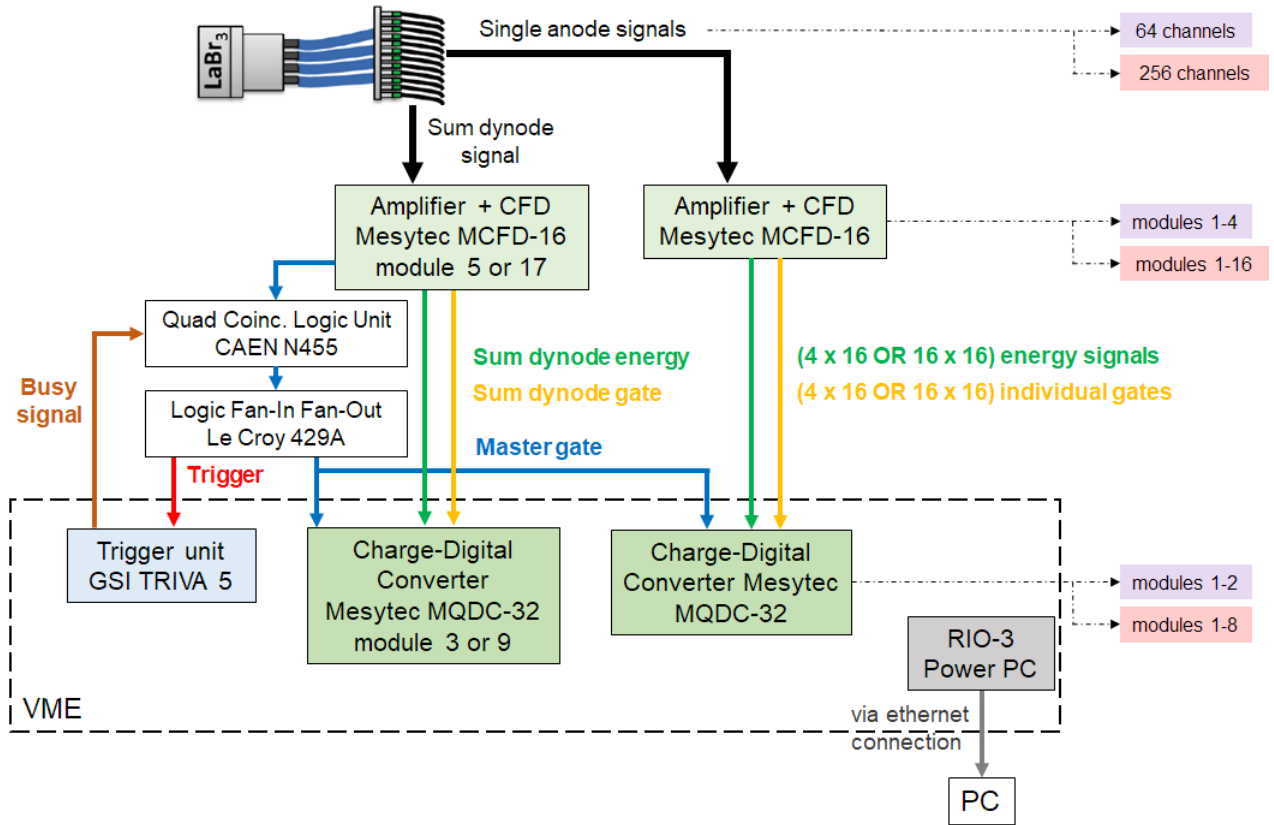 LaBr3
Single anode signals
64 channels
256 channels
Sum dynode
signal
Amplifier + CFD
Mesytec MCFD-16
module 5 or 17
Amplifier + CFD
Mesytec MCFD-16
modules 1-4
modules 1-16
Quad Coinc. Logic Unit
CAEN N455
Busy
signal
Logic Fan-In Fan-Out
Le Croy 429A
Sum dynode energy
Sum dynode gate
(4 x 16 OR 16 x 16) energy signals
(4 x 16 OR 16 x 16) individual gates
Master gate
Trigger
Trigger unit
GSI TRIVA 5
Charge-Digital
Converter
Mesytec MQDC-32
module 3 or 9
Charge-Digital
Converter Mesytec
MQDC-32
modules 1-2
modules 1-8
RIO-3
Power PC
VME
via ethernet
connection
PC